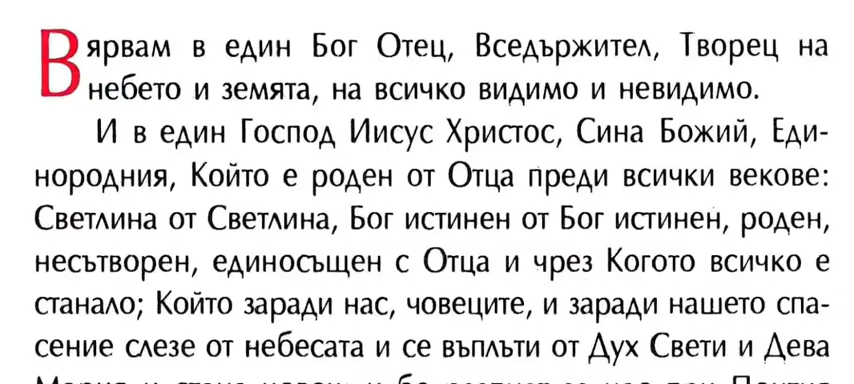 Вярвам в един Бог Отец, Вседържител, Творец на
небето и земята, на всичко видимо и невидимо.
И в един Господ Иисус Христос, Сина Божий, Еди-
нородния, Който е роден от Отца преди всички векове:
Светлина от Светлина, Бог истинен от Бог истинен, роден,
несътворен, единосъщен с Отца и чрез Когото всичко е
станало; Който заради нас, човеците, и заради нашето спа-
сение слезе от небесата и се въплъти от Дух Свети и Дева